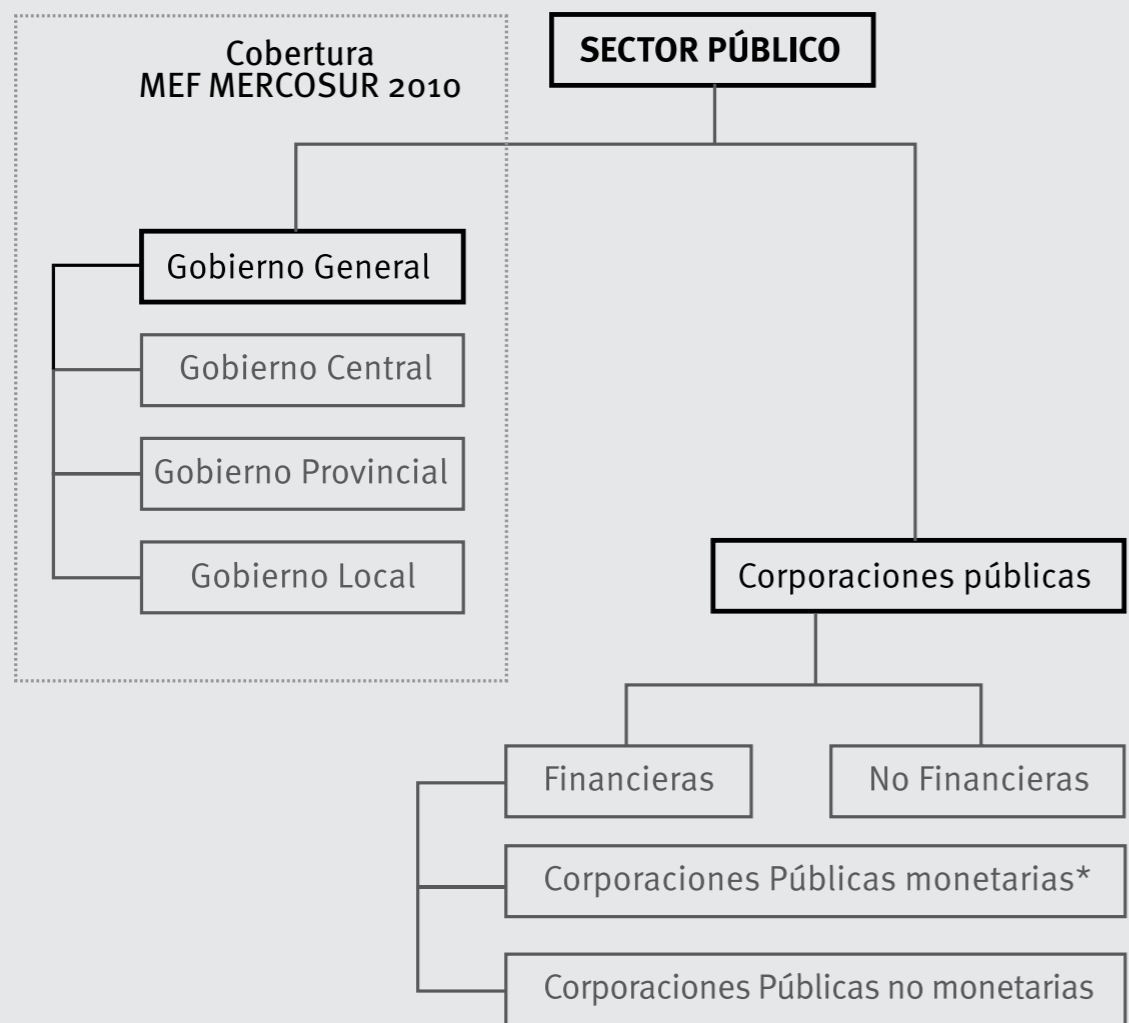 Cobertura
MEF MERCOSUR 2010
SECTOR PÚBLICO
Gobierno General
Gobierno Central
Gobierno Provincial
Gobierno Local
Corporaciones públicas
Financieras
No Financieras
Corporaciones Públicas monetarias*
Corporaciones Públicas no monetarias